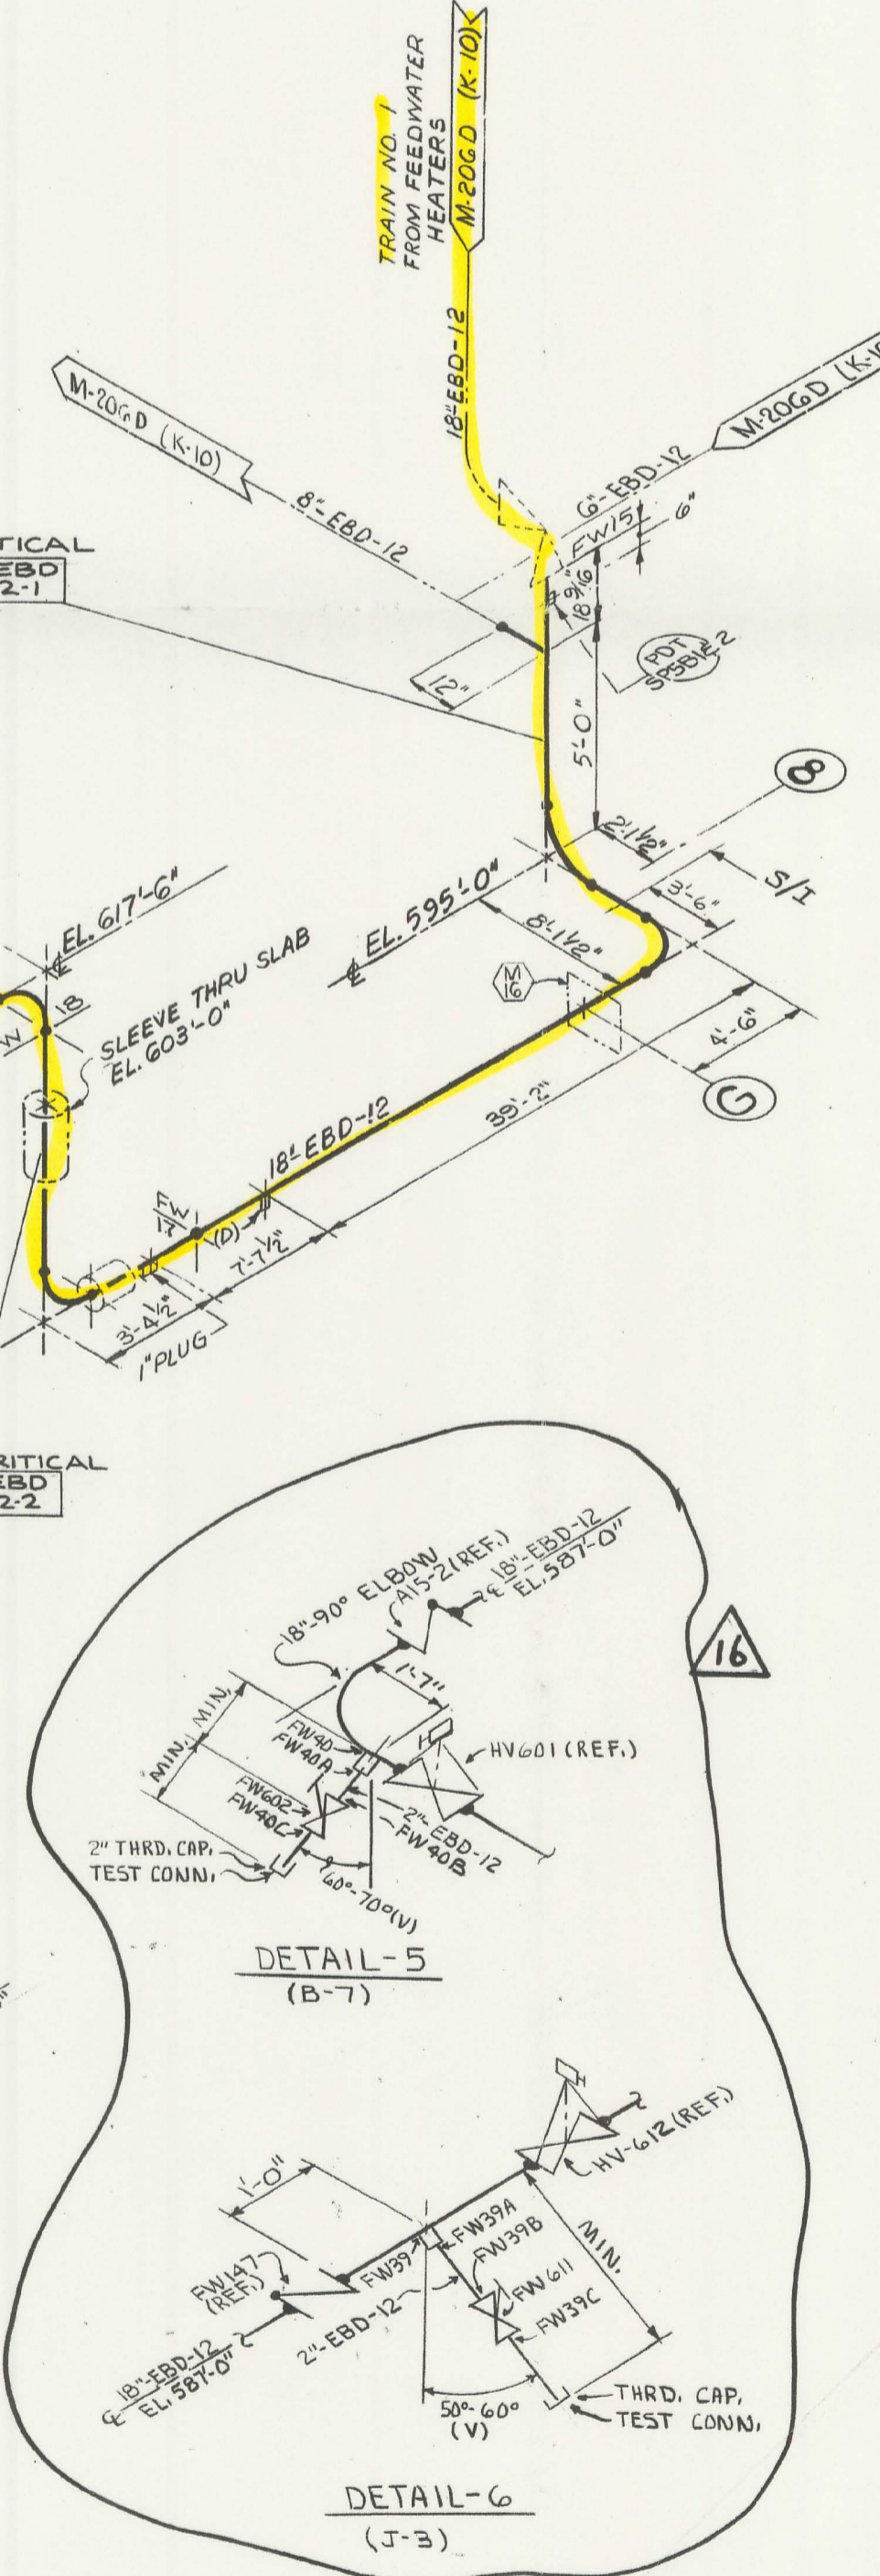 TRAIN NO. 1
FROM FEEDWATER
HEATERS
M-206D (K-10)
18"-EBD-12
M-206D (K-10)
8"-EBD-12
6"-EBD-12
FW15
6"
18 9/16"
PDT
12"
5'-0"
EBD
2-1
8
2'-1 1/2"
S/I
3'-6"
EL. 617'-6"
EL. 595'-0"
8'-1 1/2"
M
16
4'-6"
G
18
SLEEVE THRU SLAB
EL. 603'-0"
39'-2"
18"-EBD-12
FW
17
(D)
7'-7 1/2"
3'-4 1/2"
1" PLUG
EBD
2-2
16
18"-90° ELBOW
A15-2 (REF.)
18"-EBD-12
EL. 587'-0"
1'-7"
MIN.
MIN.
FW40
FW40A
HV601 (REF.)
FW602
FW40C
2"-EBD-12
FW40B
2" THRD. CAP.
TEST CONN.
60°-70° (V)
DETAIL-5
(B-7)
HV-612 (REF.)
1'-0"
FW39A
FW39B
FW39
MIN.
FW147
(REF.)
FW611
FW39C
2"-EBD-12
℄ 18"-EBD-12
EL. 587'-0"
50°-60°
(V)
THRD. CAP.
TEST CONN.
DETAIL-6
(J-3)